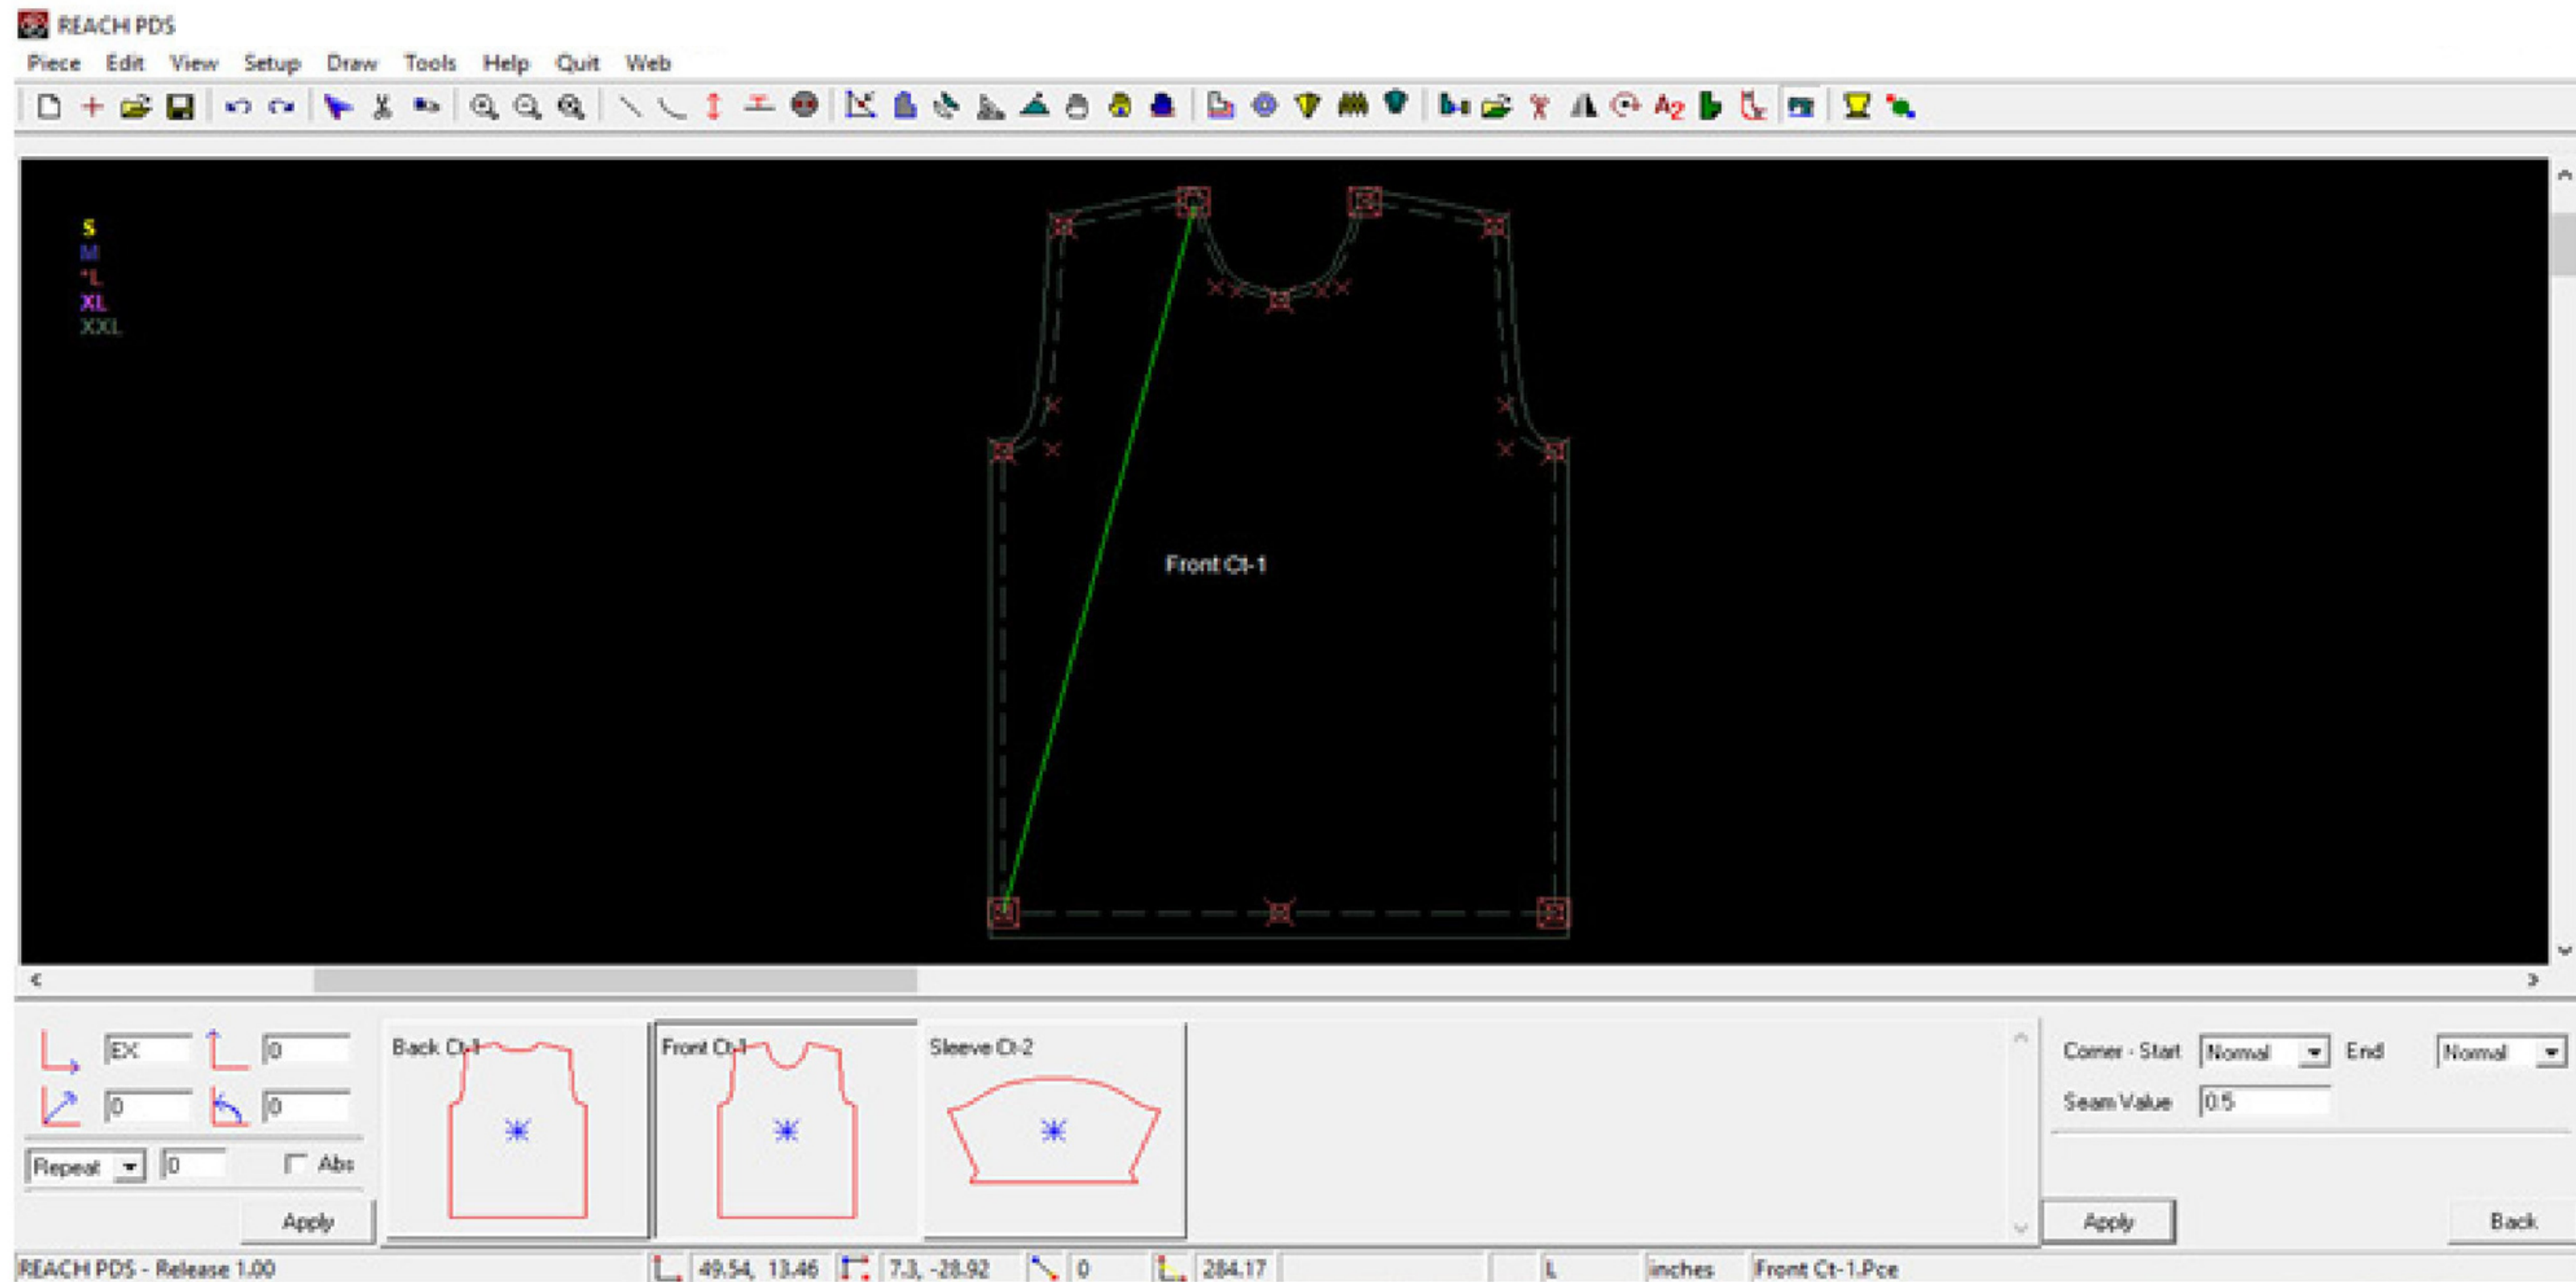 REACH PDS
Piece Edit View Setup Draw Tools Help Quit Web
S
M
*L
XL
XXL
Front Ct-1
EX 0
0 0
Repeat 0 Abs
Apply
Back Ct-1
Front Ct-1
Sleeve Ct-2
Corner - Start Normal End Normal
Seam Value 0.5
Apply Back
REACH PDS - Release 1.00 49.54, 13.46 7.3, -28.92 0 284.17 L inches Front Ct-1.Pce